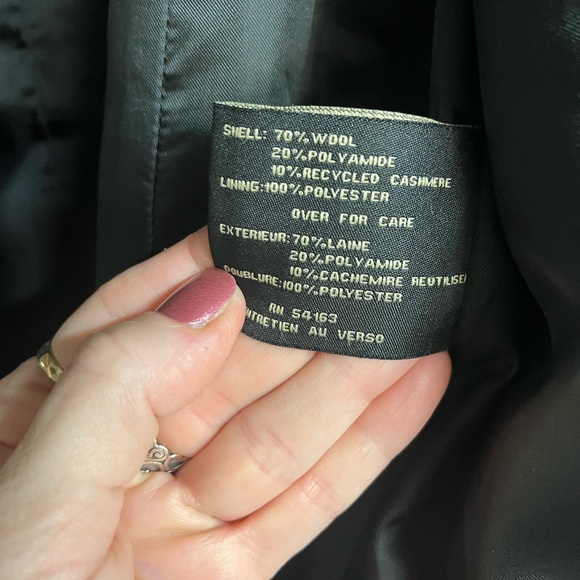 SHELL: 70% WOOL
20% POLYAMIDE
10% RECYCLED CASHMERE
LINING: 100% POLYESTER
OVER FOR CARE
EXTERIEUR: 70% LAINE
20% POLYAMIDE
10% CACHEMIRE REUTILISE
DOUBLURE: 100% POLYESTER
RN 54163
ENTRETIEN AU VERSO